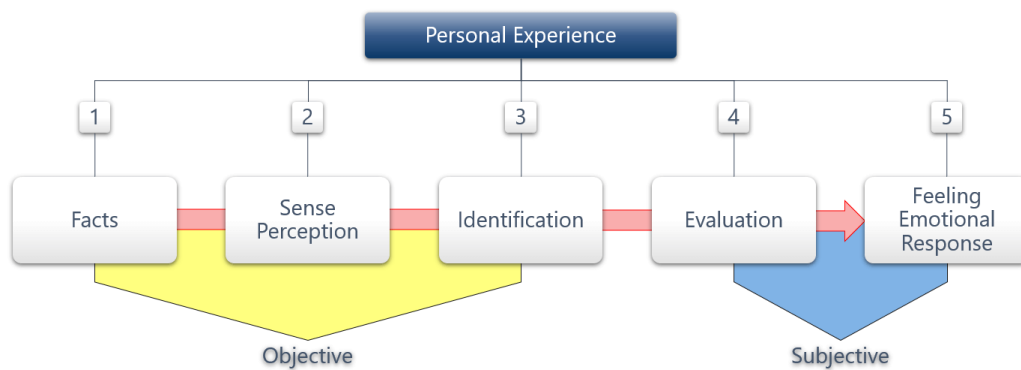 Personal Experience
1
2
3
4
5
Facts
Sense
Perception
Identification
Evaluation
Feeling
Emotional
Response
Objective
Subjective